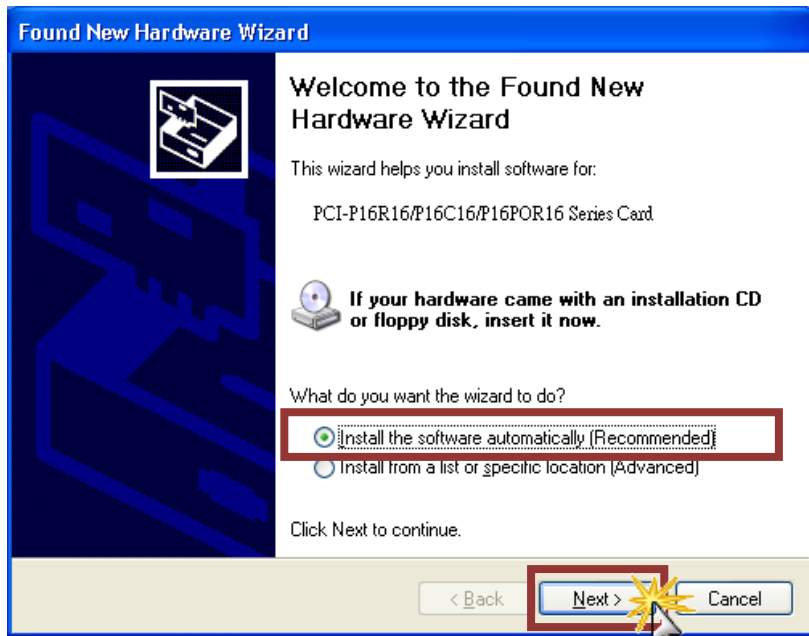 Found New Hardware Wizard
Welcome to the Found New
Hardware Wizard
This wizard helps you install software for:
PCI-P16R16/P16C16/P16POR16 Series Card
If your hardware came with an installation CD
or floppy disk, insert it now.
What do you want the wizard to do?
Install the software automatically (Recommended)
Install from a list or specific location (Advanced)
Click Next to continue.
< Back Next > Cancel